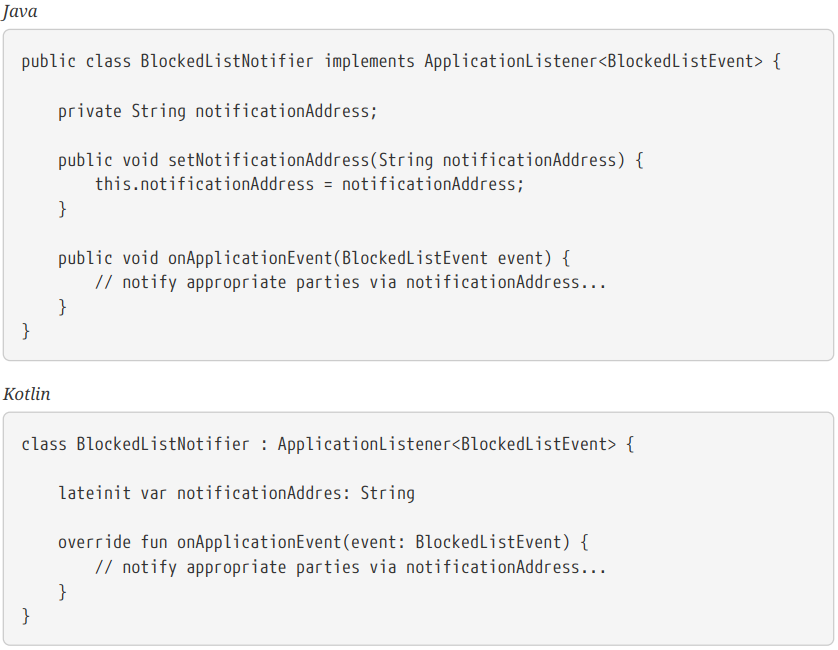 Java
public class BlockedListNotifier implements ApplicationListener<BlockedListEvent> {
    private String notificationAddress;
    public void setNotificationAddress(String notificationAddress) {
        this.notificationAddress = notificationAddress;
    }
    public void onApplicationEvent(BlockedListEvent event) {
        // notify appropriate parties via notificationAddress...
    }
}
Kotlin
class BlockedListNotifier : ApplicationListener<BlockedListEvent> {
    lateinit var notificationAddres: String
    override fun onApplicationEvent(event: BlockedListEvent) {
        // notify appropriate parties via notificationAddress...
    }
}